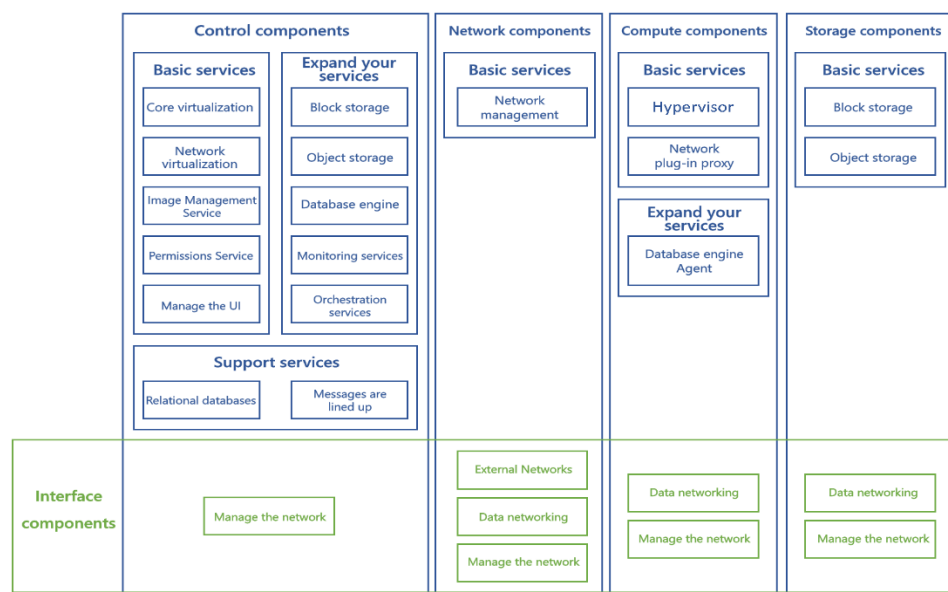 Control components
Basic services
Core virtualization
Network
virtualization
Image Management
Service
Permissions Service
Manage the UI
Expand your
services
Block storage
Object storage
Database engine
Monitoring services
Orchestration
services
Support services
Relational databases
Messages are
lined up
Network components
Basic services
Network
management
Compute components
Basic services
Hypervisor
Network
plug-in proxy
Expand your
services
Database engine
Agent
Storage components
Basic services
Block storage
Object storage
Interface
components
Manage the network
External Networks
Data networking
Manage the network
Data networking
Manage the network
Data networking
Manage the network